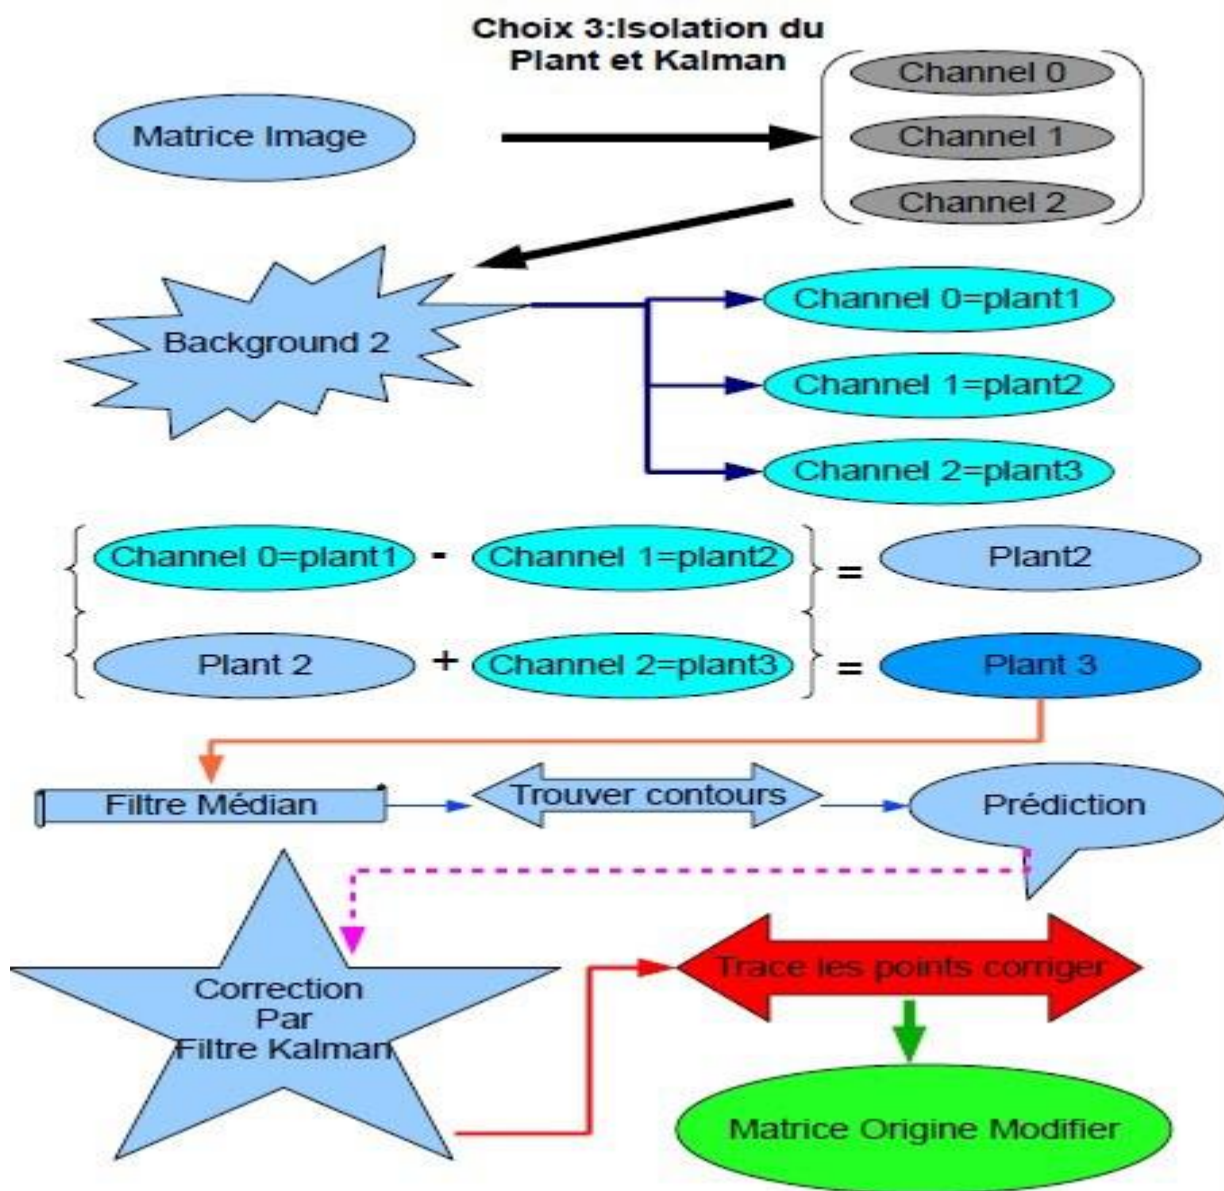 Choix 3:Isolation du
Plant et Kalman
Channel 0
Matrice Image
Channel 1
Channel 2
Channel 0=plant1
Background 2
Channel 1=plant2
Channel 2=plant3
Channel 0=plant1 - Channel 1=plant2 = Plant2
Plant 2 + Channel 2=plant3 = Plant 3
Filtre Médian
Trouver contours
Prédiction
Correction
Par
Filtre Kalman
Trace les points corriger
Matrice Origine Modifier